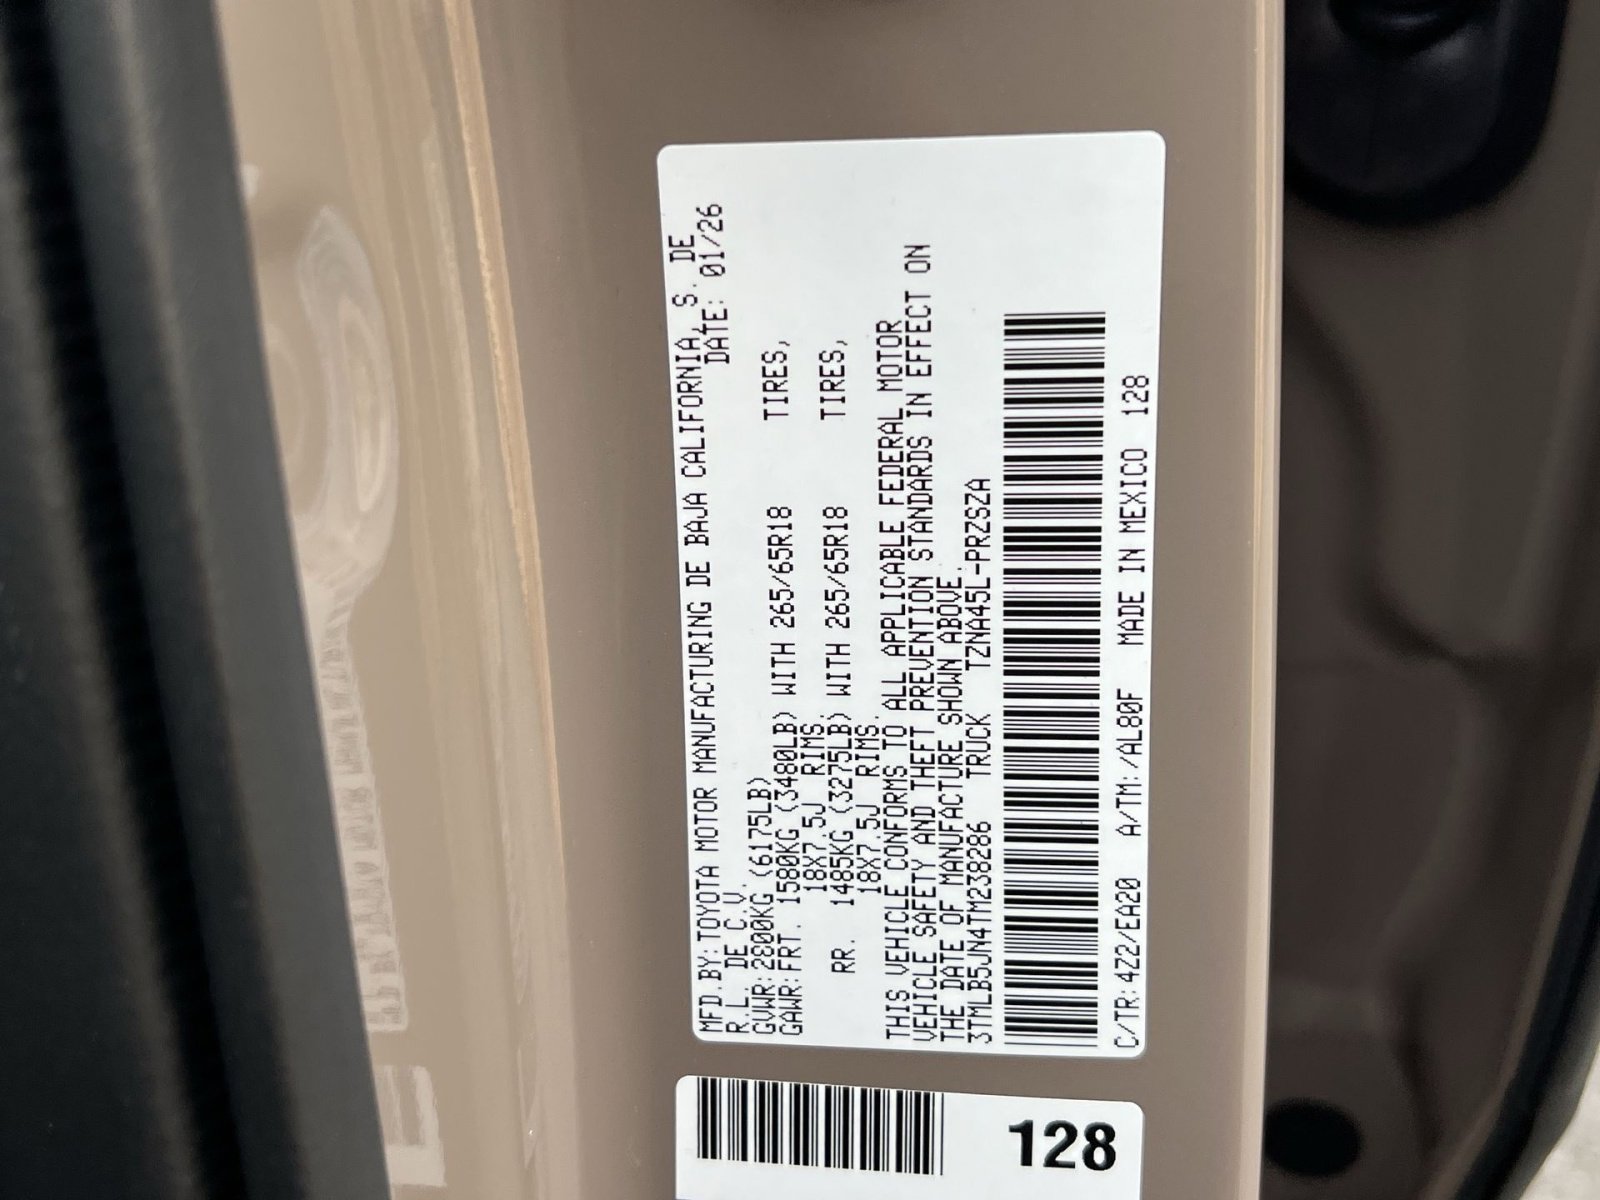 MFD.BY:TOYOTA MOTOR MANUFACTURING DE BAJA CALIFORNIA, S. DE
R.L. DE C.V. DATE: 01/26
GVWR:2800KG (6175LB)
GAWR:FRT. 1580KG (3480LB) WITH 265/65R18 TIRES,
18X7.5J RIMS,
RR. 1485KG (3275LB) WITH 265/65R18 TIRES,
18X7.5J RIMS.
THIS VEHICLE CONFORMS TO ALL APPLICABLE FEDERAL MOTOR
VEHICLE SAFETY AND THEFT PREVENTION STANDARDS IN EFFECT ON
THE DATE OF MANUFACTURE SHOWN ABOVE.
3TMLB5JN4TM238286 TRUCK TZNA45L-PRZSZA
C/TR:4Z2/EA20 A/TM:/AL80F MADE IN MEXICO 128
128